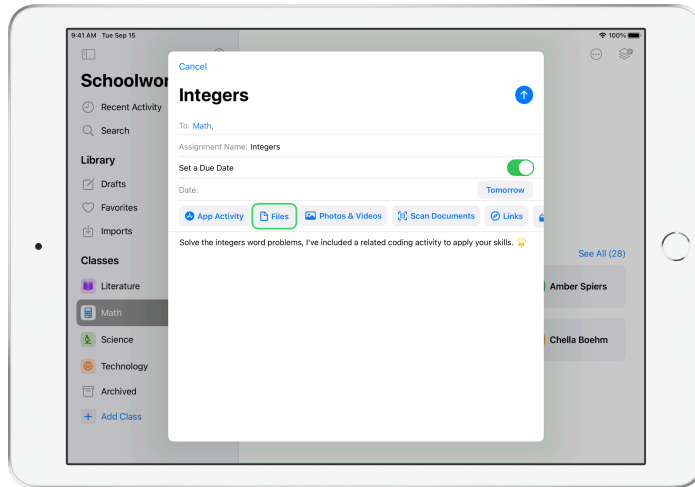 9:41 AM Tue Sep 15
100%
Cancel
Schoolwor
Integers
Recent Activity
To: Math,
Search
Assignment Name: Integers
Library
Set a Due Date
Drafts
Date:
Tomorrow
Favorites
App Activity
Files
Photos & Videos
Scan Documents
Links
Imports
Solve the integers word problems, I've included a related coding activity to apply your skills.
Classes
See All (28)
Literature
Amber Spiers
Math
Science
Chella Boehm
Technology
Archived
Add Class